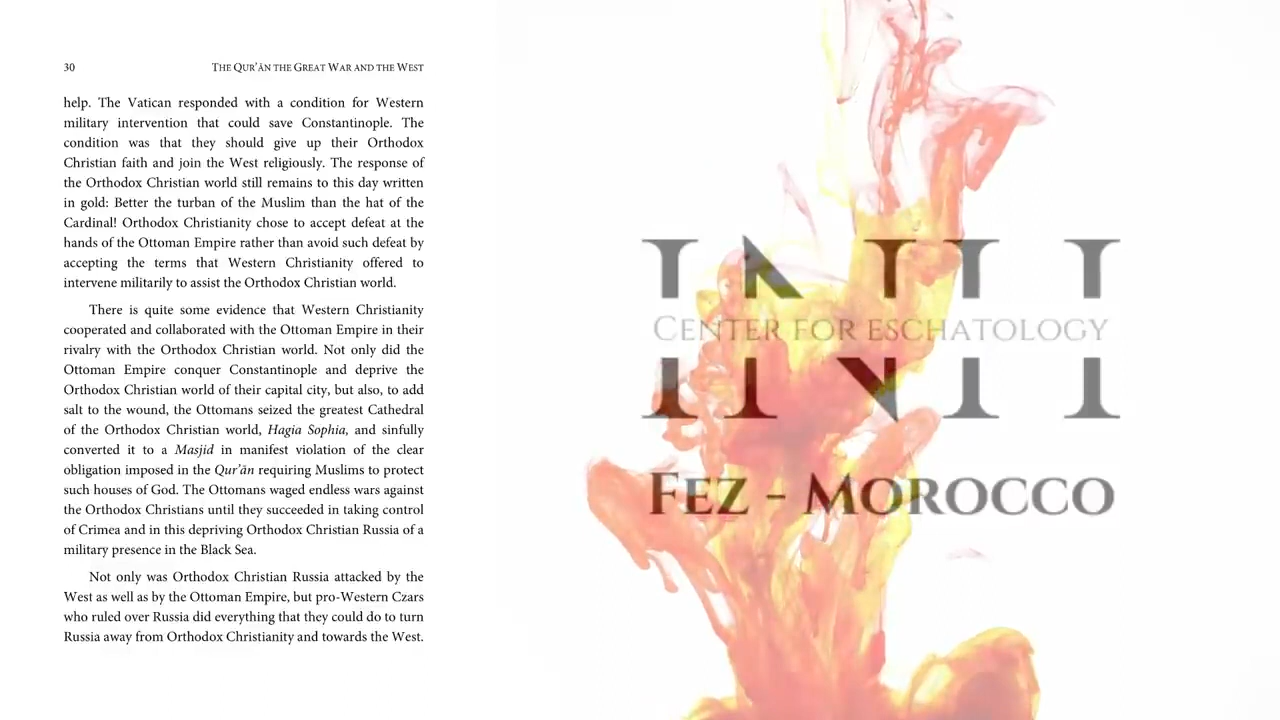 30 THE QUR'ĀN THE GREAT WAR AND THE WEST
help. The Vatican responded with a condition for Western
military intervention that could save Constantinople. The
condition was that they should give up their Orthodox
Christian faith and join the West religiously. The response of
the Orthodox Christian world still remains to this day written
in gold: Better the turban of the Muslim than the hat of the
Cardinal! Orthodox Christianity chose to accept defeat at the
hands of the Ottoman Empire rather than avoid such defeat by
accepting the terms that Western Christianity offered to
intervene militarily to assist the Orthodox Christian world.
There is quite some evidence that Western Christianity
cooperated and collaborated with the Ottoman Empire in their
rivalry with the Orthodox Christian world. Not only did the
Ottoman Empire conquer Constantinople and deprive the
Orthodox Christian world of their capital city, but also, to add
salt to the wound, the Ottomans seized the greatest Cathedral
of the Orthodox Christian world, Hagia Sophia, and sinfully
converted it to a Masjid in manifest violation of the clear
obligation imposed in the Qur'ān requiring Muslims to protect
such houses of God. The Ottomans waged endless wars against
the Orthodox Christians until they succeeded in taking control
of Crimea and in this depriving Orthodox Christian Russia of a
military presence in the Black Sea.
Not only was Orthodox Christian Russia attacked by the
West as well as by the Ottoman Empire, but pro-Western Czars
who ruled over Russia did everything that they could do to turn
Russia away from Orthodox Christianity and towards the West.
INH
CENTER FOR ESCHATOLOGY
FEZ - MOROCCO